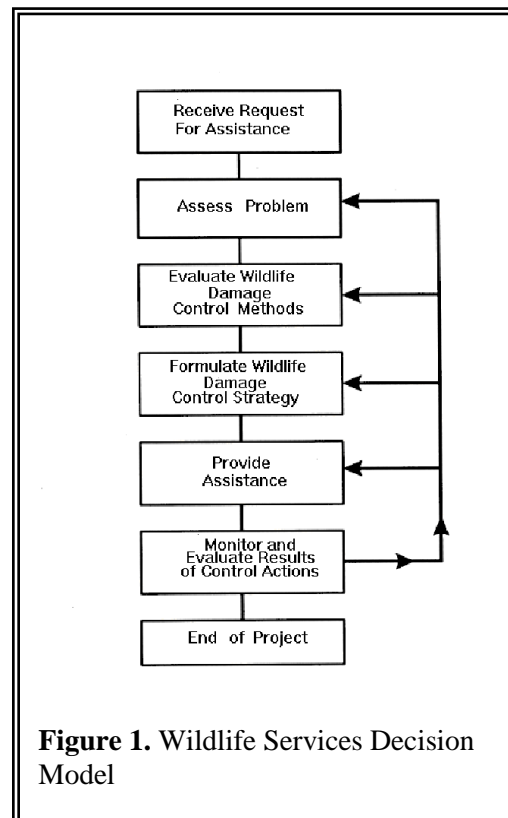 Receive Request
For Assistance
Assess Problem
Evaluate Wildlife
Damage
Control Methods
Formulate Wildlife
Damage
Control Strategy
Provide
Assistance
Monitor and
Evaluate Results
of Control Actions
End of Project
Figure 1. Wildlife Services Decision
Model